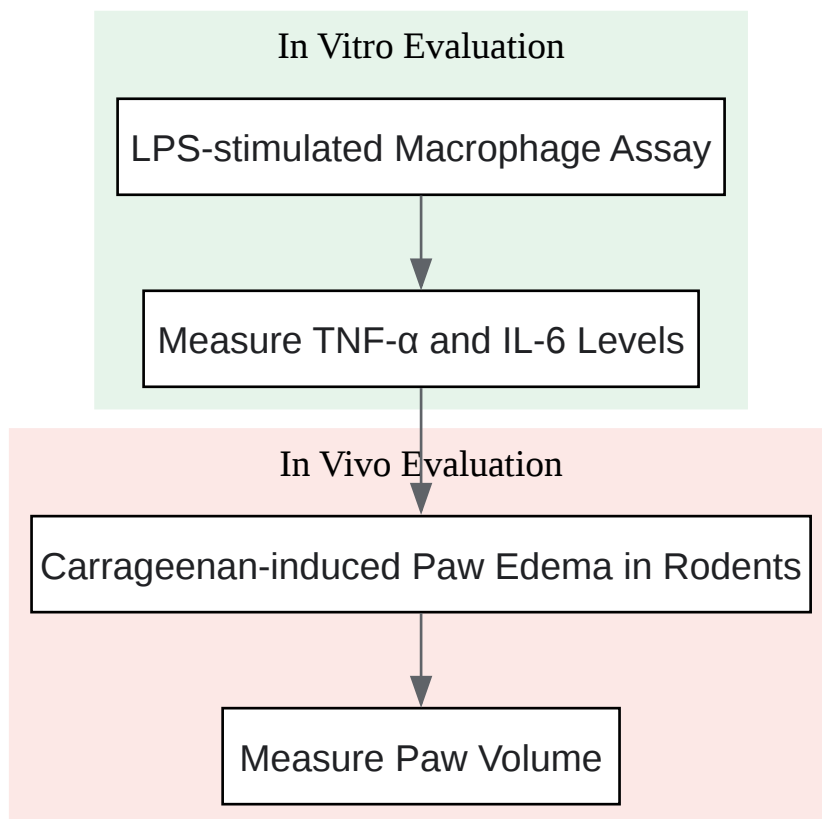 In Vitro Evaluation
LPS-stimulated Macrophage Assay
Measure TNF-α and IL-6 Levels
In Vivo Evaluation
Carrageenan-induced Paw Edema in Rodents
Measure Paw Volume